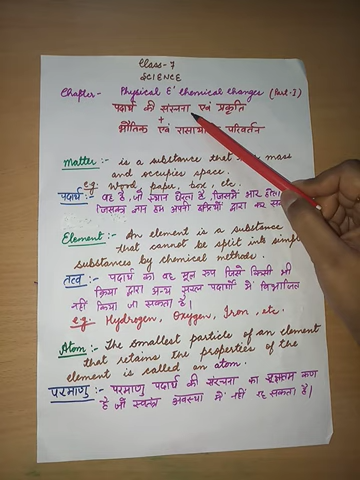 Class-7
SCIENCE
Chapter- Physical & Chemical Changes (Part-I)
पदार्थ की संरचना एवं प्रकृति
+
भौतिक एवं रासायनिक परिवर्तन
Matter :- is a substance that has mass
and occupies space.
e.g: Wood, paper, box, etc.
पदार्थ :- वह है, जो स्थान घेरता है, जिसमें भार होता
जिसका ज्ञान हम अपनी इन्द्रियों द्वारा कर
Element :- An element is a substance
that cannot be split into simple
substances by chemical methods.
तत्व :- पदार्थ का वह मूल रूप जिसे किसी भी
क्रिया द्वारा अन्य सरल पदार्थों में विभाजित
नहीं किया जा सकता है।
e.g: Hydrogen, Oxygen, Iron, etc.
Atom :- The smallest particle of an element
that retains the properties of the
element is called an atom.
परमाणु :- परमाणु पदार्थ की संरचना का सूक्ष्मतम कण
है जो स्वतंत्र अवस्था में नहीं रह सकता है।